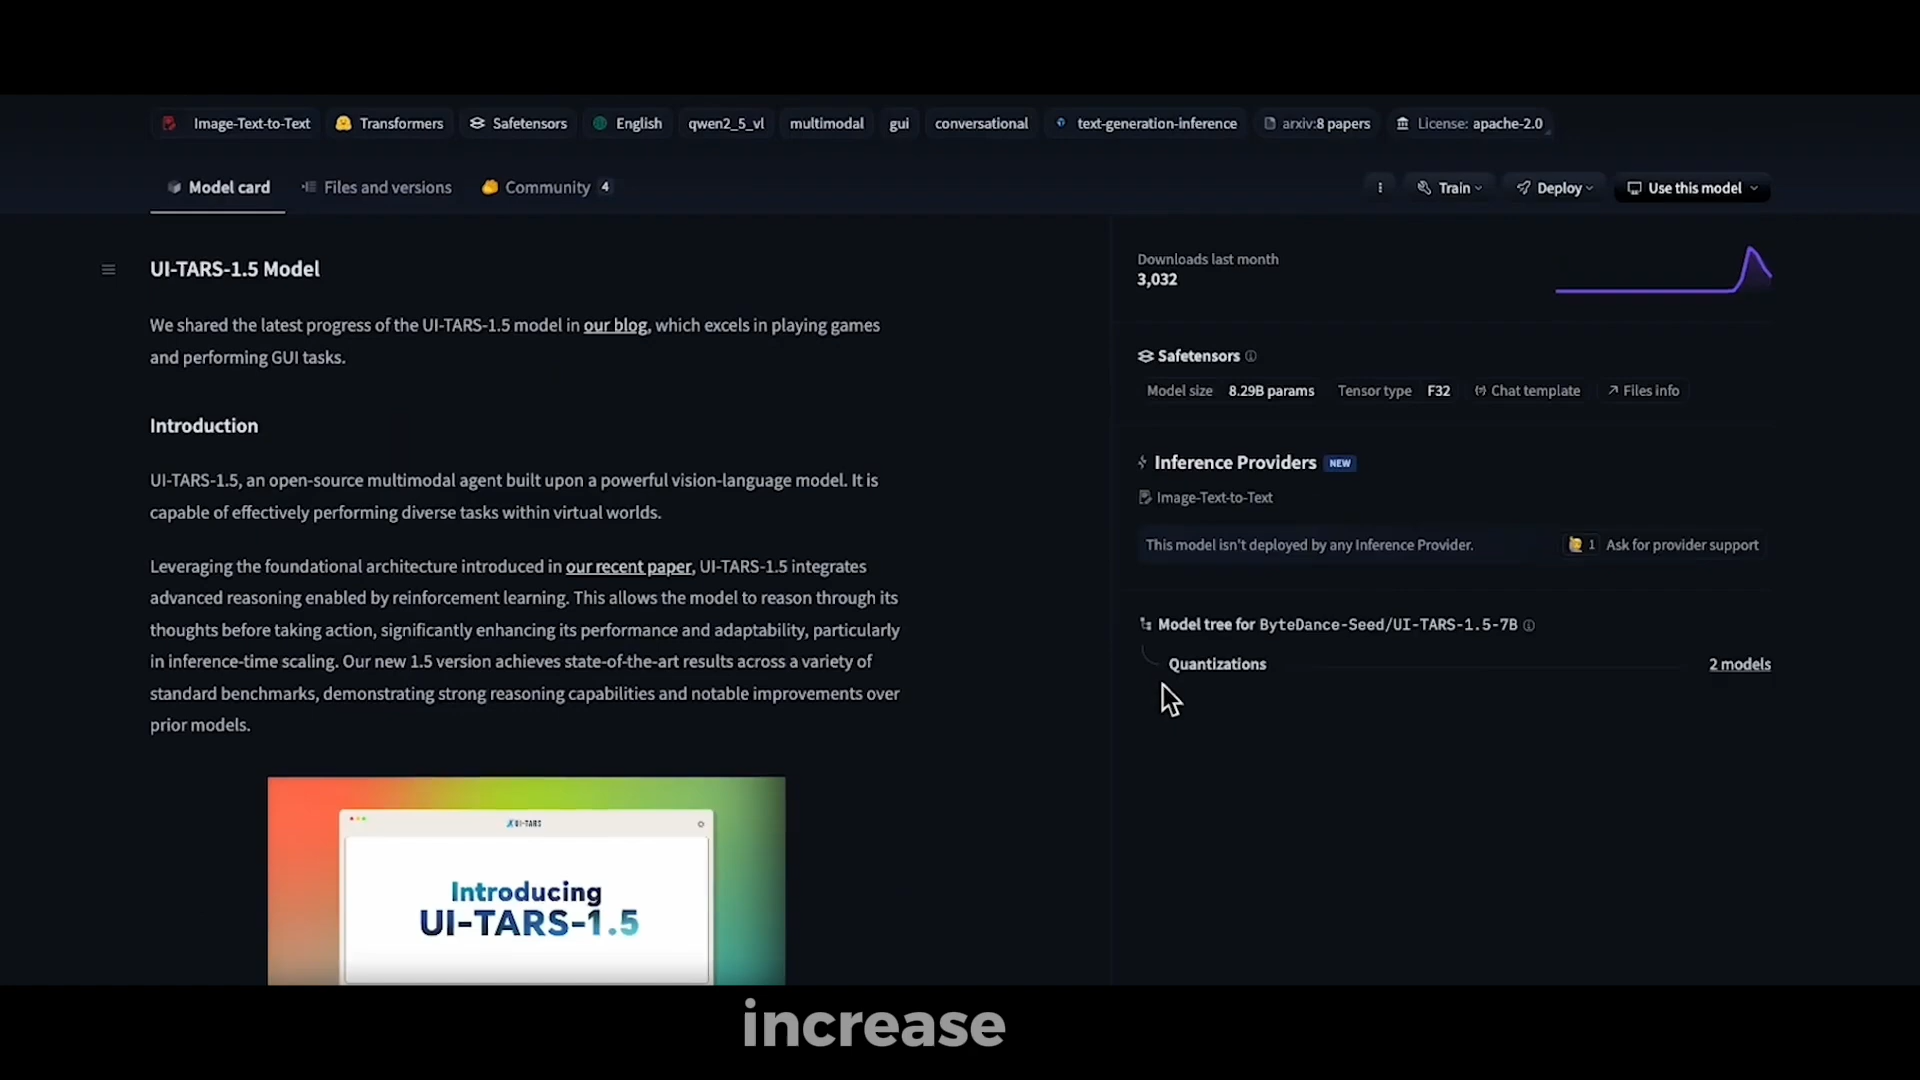 Image-Text-to-Text Transformers Safetensors English qwen2_5_vl multimodal gui conversational text-generation-inference arxiv:8 papers License: apache-2.0
Model card Files and versions Community 4 Train Deploy Use this model
UI-TARS-1.5 Model
We shared the latest progress of the UI-TARS-1.5 model in our blog, which excels in playing games
and performing GUI tasks.
Introduction
UI-TARS-1.5, an open-source multimodal agent built upon a powerful vision-language model. It is
capable of effectively performing diverse tasks within virtual worlds.
Leveraging the foundational architecture introduced in our recent paper, UI-TARS-1.5 integrates
advanced reasoning enabled by reinforcement learning. This allows the model to reason through its
thoughts before taking action, significantly enhancing its performance and adaptability, particularly
in inference-time scaling. Our new 1.5 version achieves state-of-the-art results across a variety of
standard benchmarks, demonstrating strong reasoning capabilities and notable improvements over
prior models.
UI-TARS
Introducing
UI-TARS-1.5
Downloads last month
3,032
Safetensors
Model size 8.29B params Tensor type F32 Chat template Files info
Inference Providers NEW
Image-Text-to-Text
This model isn't deployed by any Inference Provider. 1 Ask for provider support
Model tree for ByteDance-Seed/UI-TARS-1.5-7B
Quantizations 2 models
increase